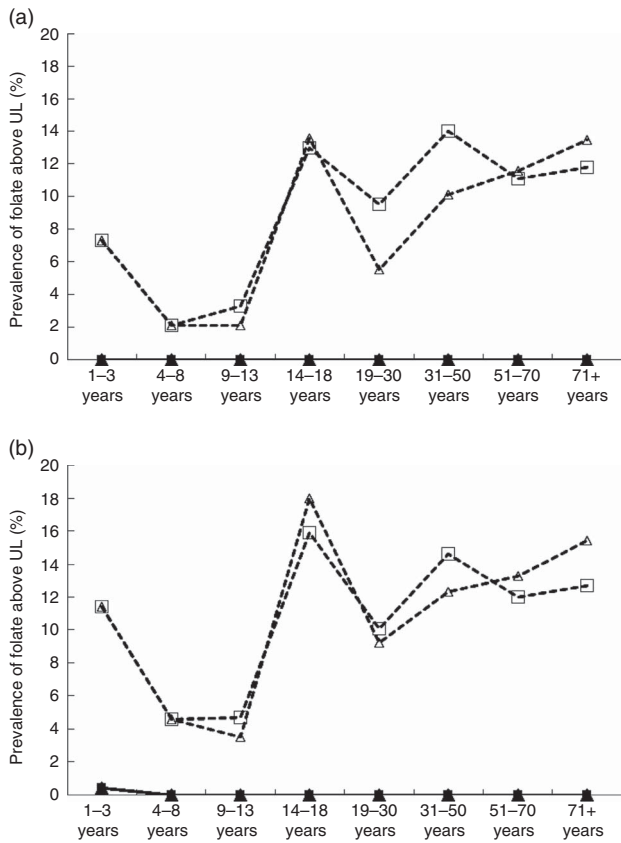 (a)
20
18
16
14
12
10
8
6
4
2
0
Prevalence of folate above UL (%)
1–3 years
4–8 years
9–13 years
14–18 years
19–30 years
31–50 years
51–70 years
71+ years
(b)
20
18
16
14
12
10
8
6
4
2
0
Prevalence of folate above UL (%)
1–3 years
4–8 years
9–13 years
14–18 years
19–30 years
31–50 years
51–70 years
71+ years